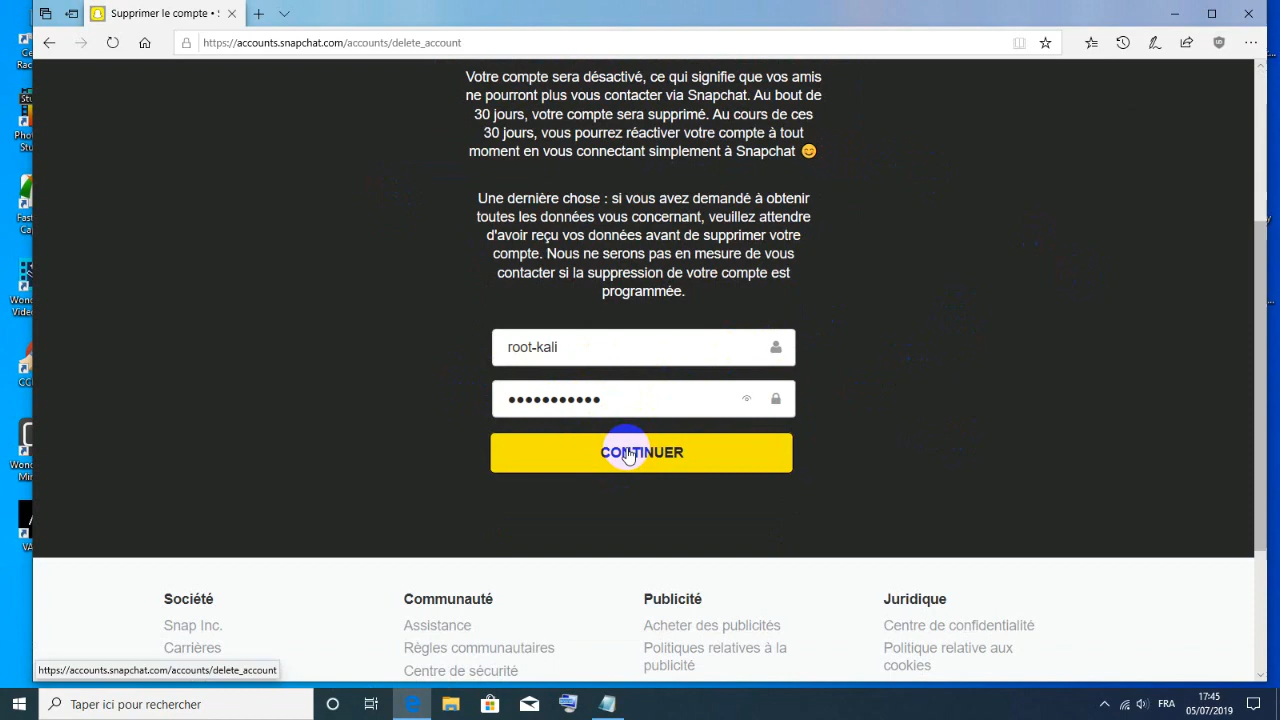 Supprimer le compte • S
https://accounts.snapchat.com/accounts/delete_account
Votre compte sera désactivé, ce qui signifie que vos amis
ne pourront plus vous contacter via Snapchat. Au bout de
30 jours, votre compte sera supprimé. Au cours de ces
30 jours, vous pourrez réactiver votre compte à tout
moment en vous connectant simplement à Snapchat 😊
Une dernière chose : si vous avez demandé à obtenir
toutes les données vous concernant, veuillez attendre
d'avoir reçu vos données avant de supprimer votre
compte. Nous ne serons pas en mesure de vous
contacter si la suppression de votre compte est
programmée.
root-kali
●●●●●●●●●●●
CONTINUER
Société
Communauté
Publicité
Juridique
Snap Inc.
Assistance
Acheter des publicités
Centre de confidentialité
Carrières
Règles communautaires
Politiques relatives à la
publicité
Politique relative aux
cookies
Centre de sécurité
https://accounts.snapchat.com/accounts/delete_account
Taper ici pour rechercher
FRA
17:45
05/07/2019